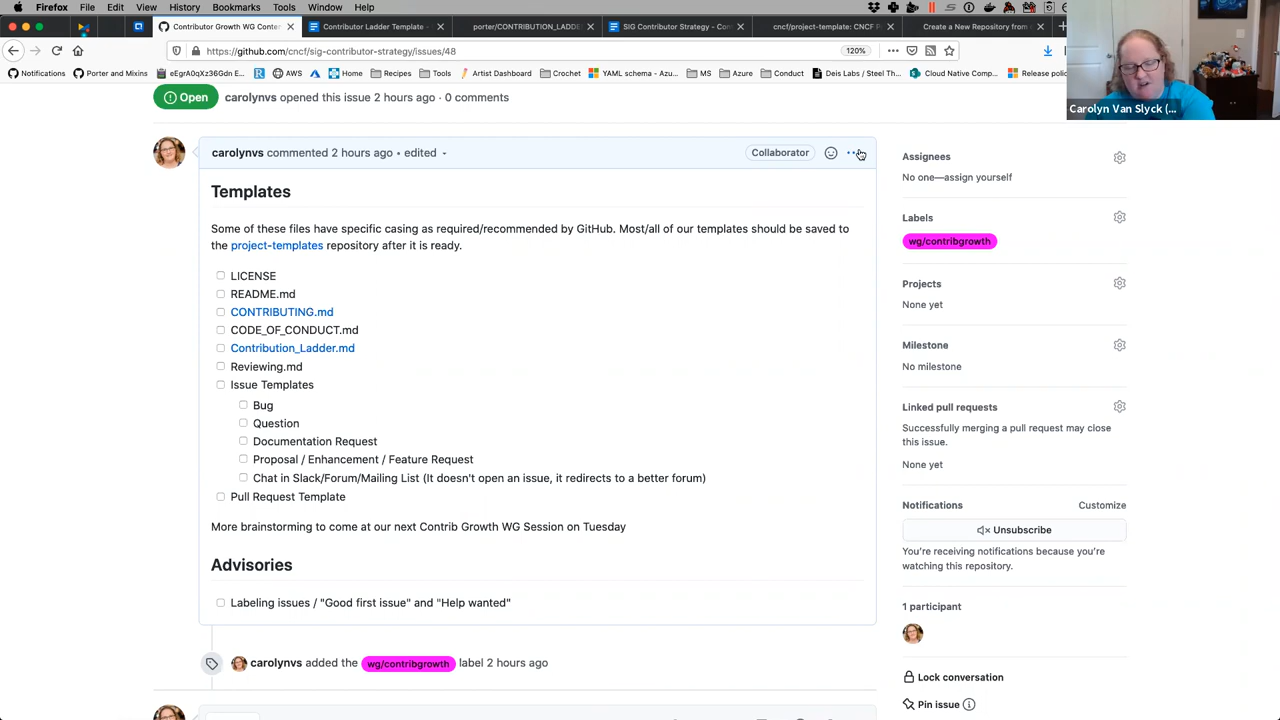 Firefox File Edit View History Bookmarks Tools Window Help
Contributor Growth WG Conten
Contributor Ladder Template -
porter/CONTRIBUTION_LADDE
SIG Contributor Strategy - Com
cncf/project-template: CNCF P
Create a New Repository from a
https://github.com/cncf/sig-contributor-strategy/issues/48
120%
Notifications
Porter and Mixins
eEgrA0qXz36Gdn E...
AWS
Home
Recipes
Tools
Artist Dashboard
Crochet
YAML schema - Azu...
MS
Azure
Conduct
Deis Labs / Steel Th...
Cloud Native Comp...
Release polic
Carolyn Van Slyck (...
Open
carolynvs opened this issue 2 hours ago · 0 comments
carolynvs commented 2 hours ago • edited
Collaborator
Templates
Some of these files have specific casing as required/recommended by GitHub. Most/all of our templates should be saved to
the project-templates repository after it is ready.
LICENSE
README.md
CONTRIBUTING.md
CODE_OF_CONDUCT.md
Contribution_Ladder.md
Reviewing.md
Issue Templates
Bug
Question
Documentation Request
Proposal / Enhancement / Feature Request
Chat in Slack/Forum/Mailing List (It doesn't open an issue, it redirects to a better forum)
Pull Request Template
More brainstorming to come at our next Contrib Growth WG Session on Tuesday
Advisories
Labeling issues / "Good first issue" and "Help wanted"
carolynvs added the wg/contribgrowth label 2 hours ago
Assignees
No one—assign yourself
Labels
wg/contribgrowth
Projects
None yet
Milestone
No milestone
Linked pull requests
Successfully merging a pull request may close
this issue.
None yet
Notifications
Customize
Unsubscribe
You're receiving notifications because you're
watching this repository.
1 participant
Lock conversation
Pin issue